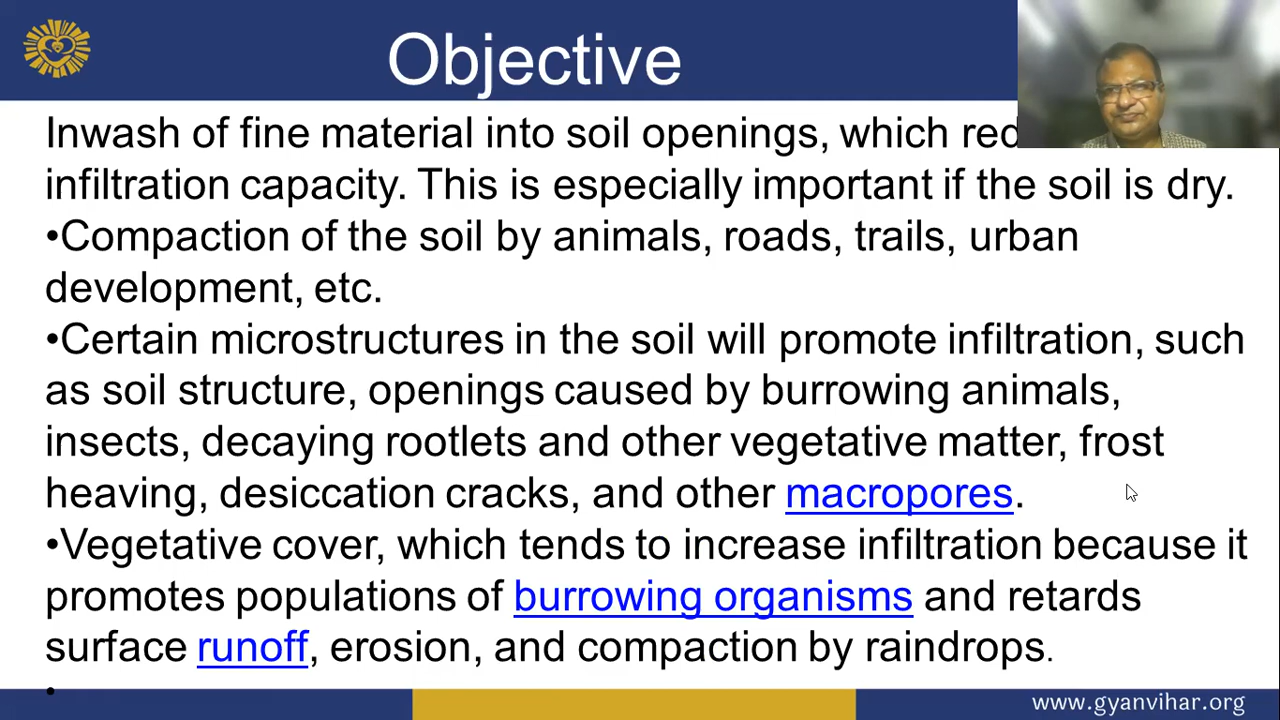 Objective
Inwash of fine material into soil openings, which
infiltration capacity. This is especially important if the soil is dry.
•Compaction of the soil by animals, roads, trails, urban
development, etc.
•Certain microstructures in the soil will promote infiltration, such
as soil structure, openings caused by burrowing animals,
insects, decaying rootlets and other vegetative matter, frost
heaving, desiccation cracks, and other macropores.
•Vegetative cover, which tends to increase infiltration because it
promotes populations of burrowing organisms and retards
surface runoff, erosion, and compaction by raindrops.
•
www.gyanvihar.org